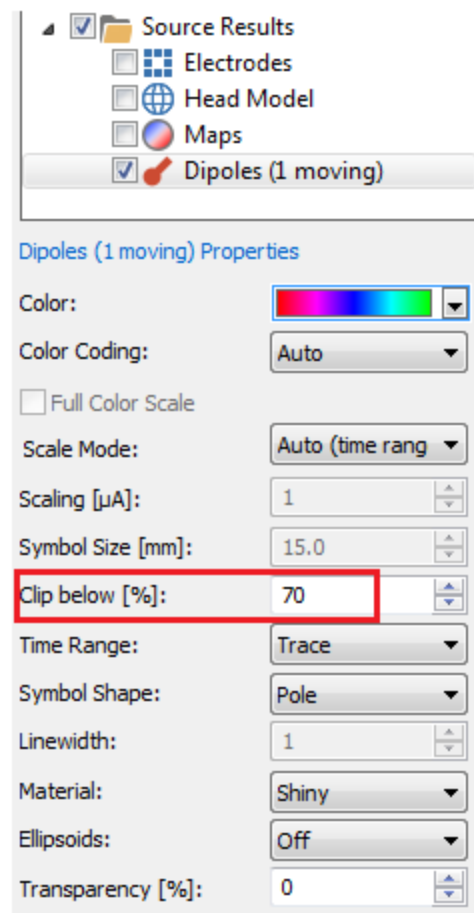 Source Results
Electrodes
Head Model
Maps
Dipoles (1 moving)
Dipoles (1 moving) Properties
Color:
Color Coding: Auto
Full Color Scale
Scale Mode: Auto (time rang
Scaling [µA]: 1
Symbol Size [mm]: 15.0
Clip below [%]: 70
Time Range: Trace
Symbol Shape: Pole
Linewidth: 1
Material: Shiny
Ellipsoids: Off
Transparency [%]: 0